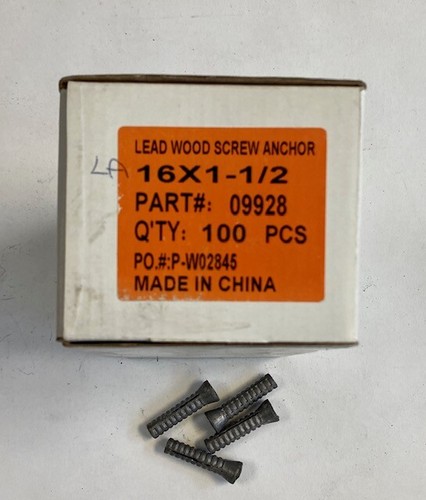 LEAD WOOD SCREW ANCHOR
LA 16X1-1/2
PART#: 09928
Q'TY: 100 PCS
PO.#:P-W02845
MADE IN CHINA